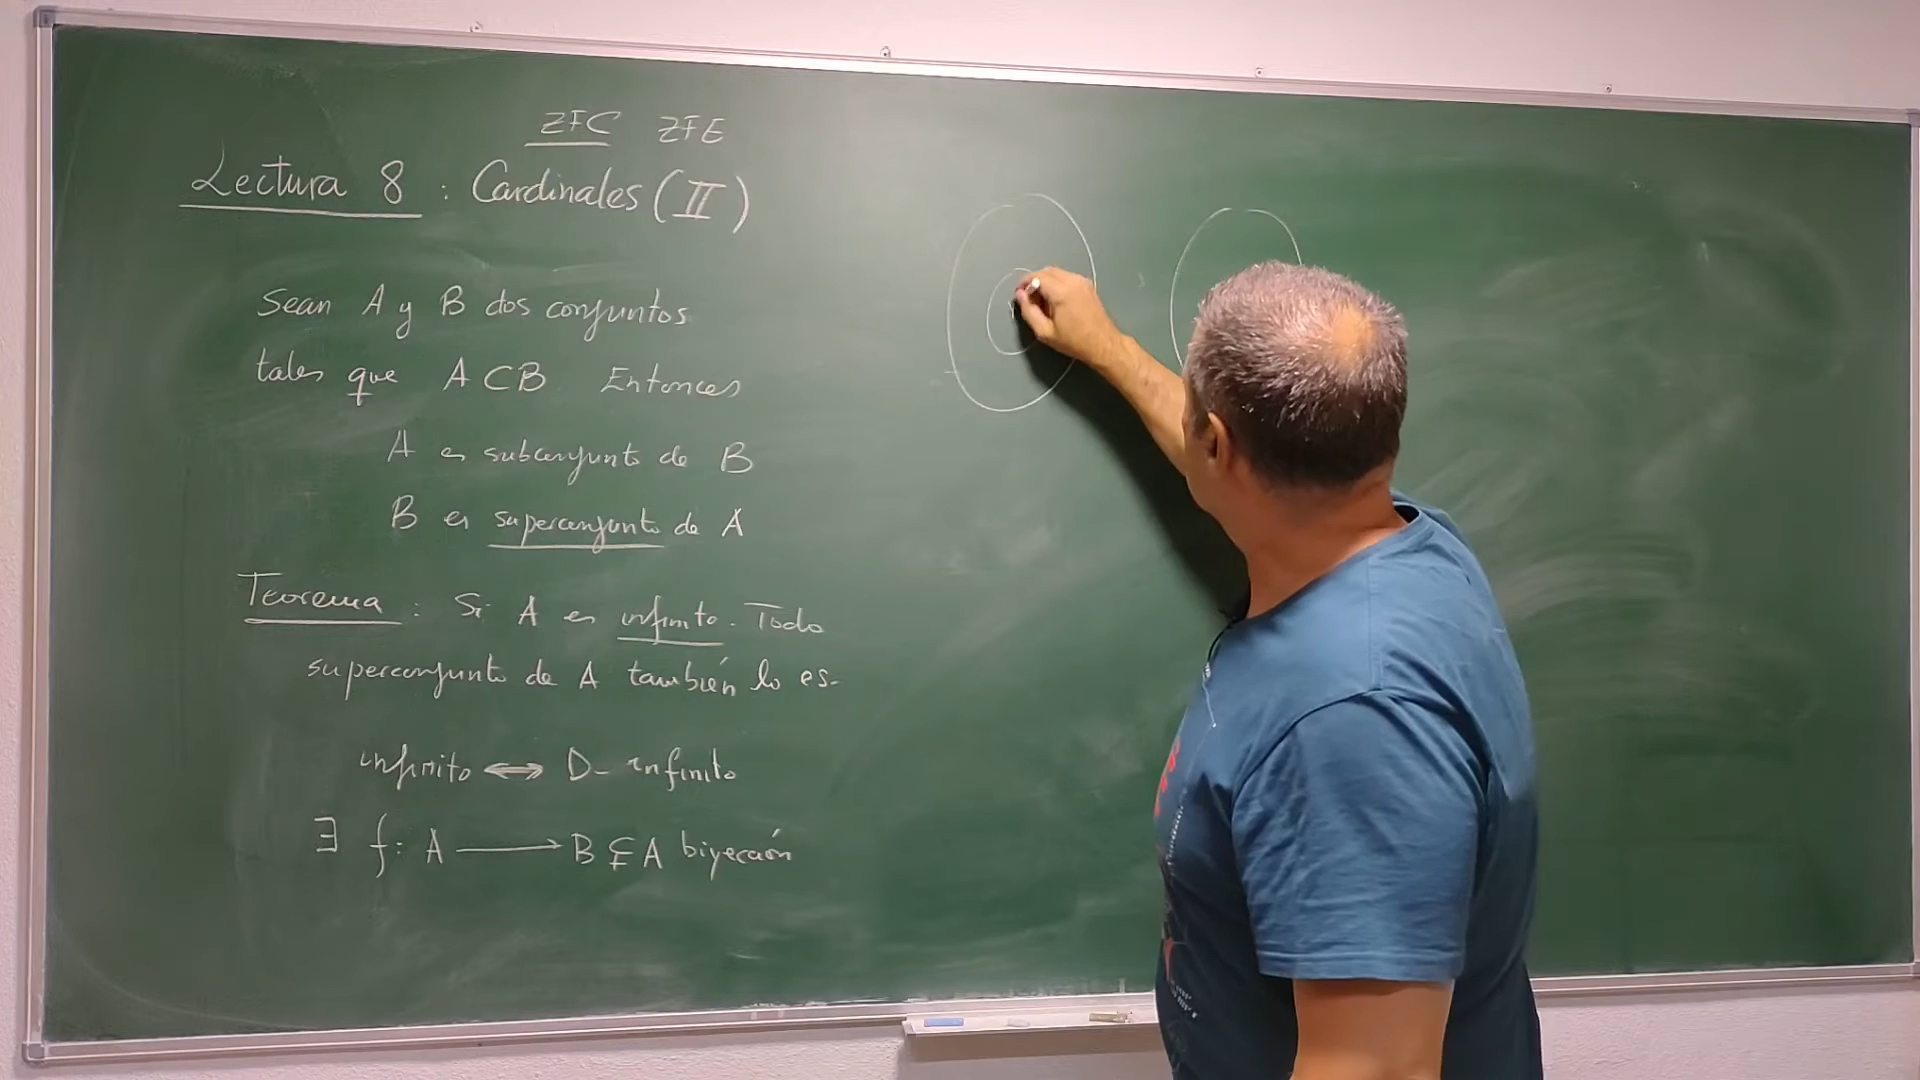 ZFC ZFE
Lectura 8 : Cardinales (II)
Sean A y B dos conjuntos
tales que A ⊂ B Entonces
A es subconjunto de B
B es superconjunto de A
Teorema : Si A es infinito. Todo
superconjunto de A también lo es.
infinito ⟺ D-infinito
∃ f: A ⟶ B ⊊ A biyección